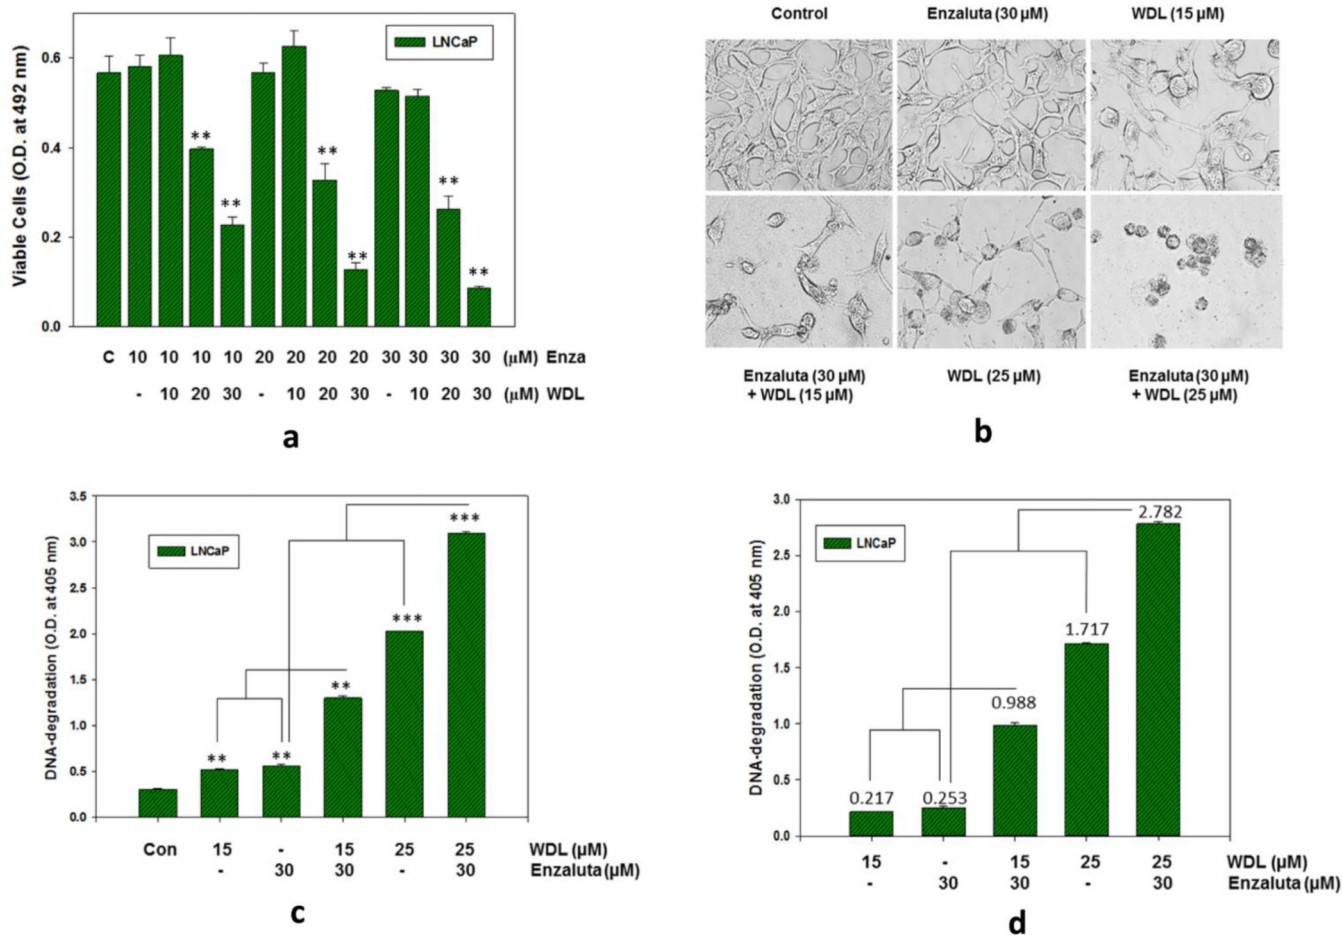 Viable Cells (O.D. at 492 nm)
0.6
0.4
0.2
0.0
LNCaP
**
**
**
**
**
**
C 10 10 10 10 20 20 20 20 30 30 30 30 (µM) Enza
- 10 20 30 - 10 20 30 - 10 20 30 (µM) WDL
a
Control Enzaluta (30 µM) WDL (15 µM)
Enzaluta (30 µM) WDL (25 µM) Enzaluta (30 µM)
+ WDL (15 µM) + WDL (25 µM)
b
DNA-degradation (O.D. at 405 nm)
3.5
3.0
2.5
2.0
1.5
1.0
0.5
0.0
LNCaP
**
**
**
***
***
Con 15 - 15 25 25 WDL (µM)
- 30 30 - 30 Enzaluta (µM)
c
DNA-degradation (O.D. at 405 nm)
3.0
2.5
2.0
1.5
1.0
0.5
0.0
LNCaP
0.217
0.253
0.988
1.717
2.782
15 - 15 25 25 WDL (µM)
- 30 30 - 30 Enzaluta (µM)
d